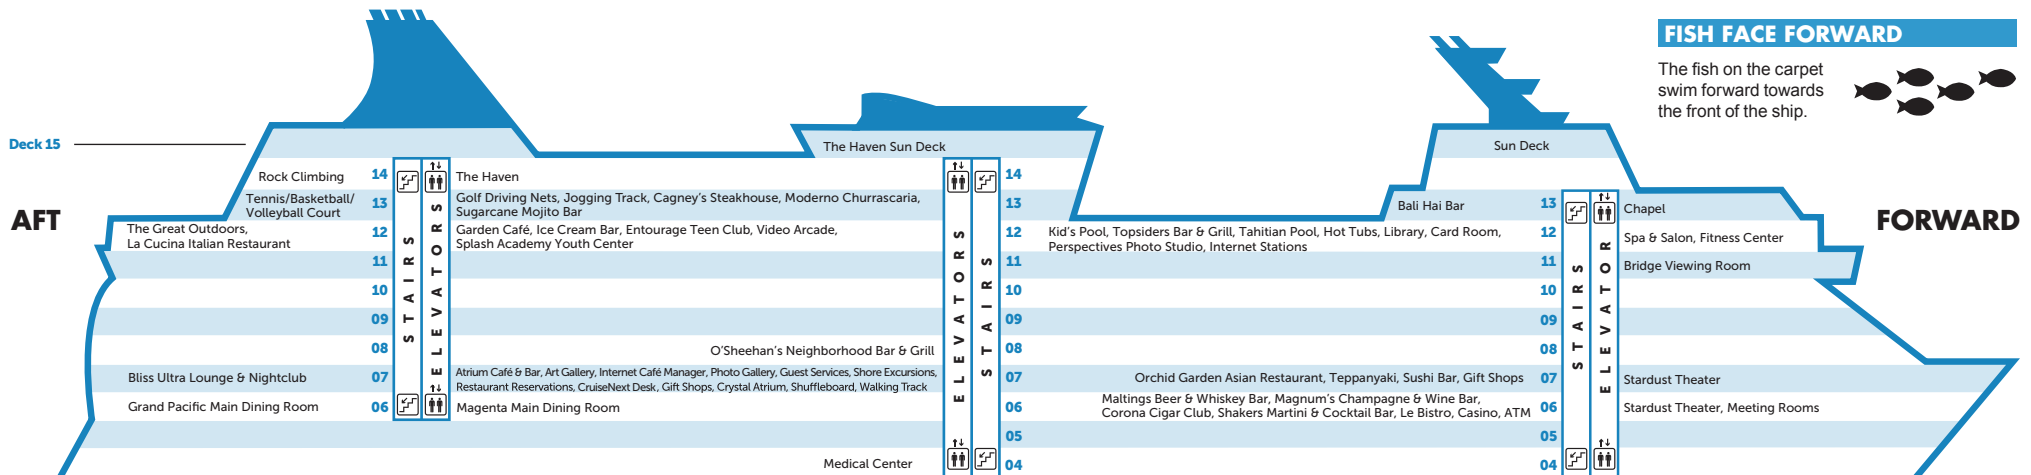 FISH FACE FORWARD
The fish on the carpet
swim forward towards
the front of the ship.
Deck 15
The Haven Sun Deck
Sun Deck
AFT
FORWARD
Rock Climbing 14
The Haven
14
Tennis/Basketball/
Volleyball Court
13
Golf Driving Nets, Jogging Track, Cagney's Steakhouse, Moderno Churrascaria,
Sugarcane Mojito Bar
13
Bali Hai Bar 13
Chapel
The Great Outdoors,
La Cucina Italian Restaurant
12
Garden Café, Ice Cream Bar, Entourage Teen Club, Video Arcade,
Splash Academy Youth Center
12
Kid's Pool, Topsiders Bar & Grill, Tahitian Pool, Hot Tubs, Library, Card Room,
Perspectives Photo Studio, Internet Stations
12
Spa & Salon, Fitness Center
11
11
11
Bridge Viewing Room
10
10
10
09
09
09
08
O'Sheehan's Neighborhood Bar & Grill
08
08
Bliss Ultra Lounge & Nightclub 07
Atrium Café & Bar, Art Gallery, Internet Café Manager, Photo Gallery, Guest Services, Shore Excursions,
Restaurant Reservations, CruiseNext Desk, Gift Shops, Crystal Atrium, Shuffleboard, Walking Track
07
Orchid Garden Asian Restaurant, Teppanyaki, Sushi Bar, Gift Shops 07
Stardust Theater
Grand Pacific Main Dining Room 06
Magenta Main Dining Room
06
Maltings Beer & Whiskey Bar, Magnum's Champagne & Wine Bar,
Corona Cigar Club, Shakers Martini & Cocktail Bar, Le Bistro, Casino, ATM
06
Stardust Theater, Meeting Rooms
05
05
Medical Center
04
04
STAIRS
ELEVATORS
ELEVATORS
STAIRS
STAIRS
ELEVATOR